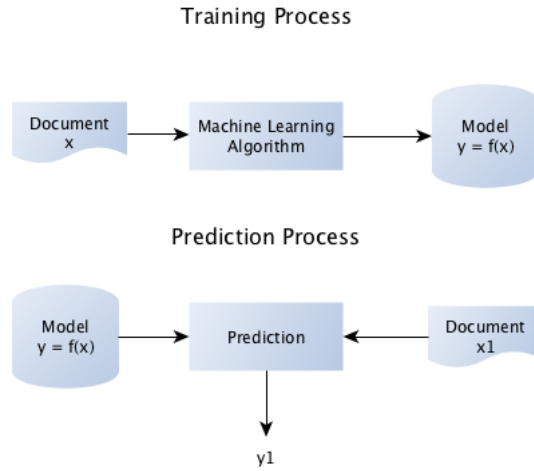 Training Process
Document
x
Machine Learning
Algorithm
Model
y = f(x)
Prediction Process
Model
y = f(x)
Prediction
Document
x1
y1